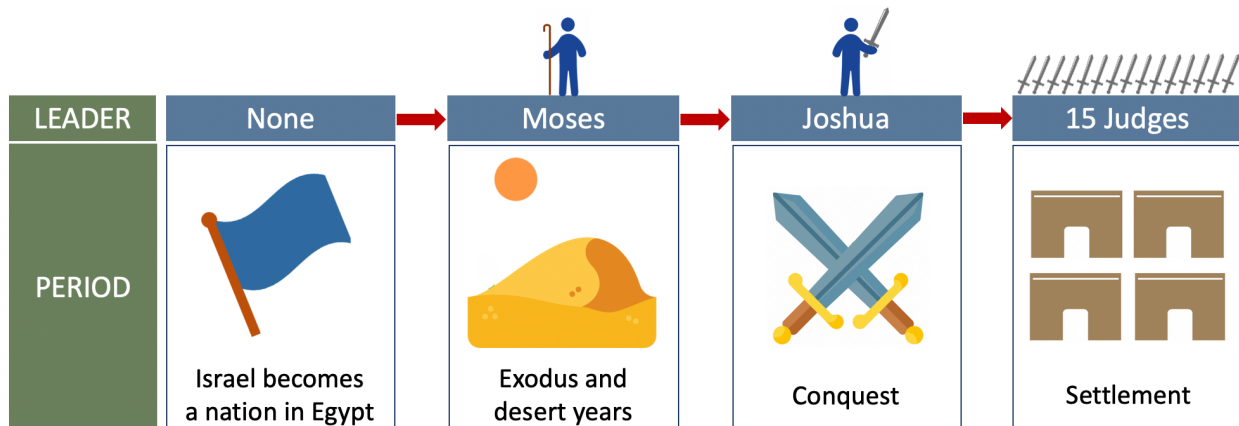 LEADER
None
Moses
Joshua
15 Judges
PERIOD
Israel becomes
a nation in Egypt
Exodus and
desert years
Conquest
Settlement